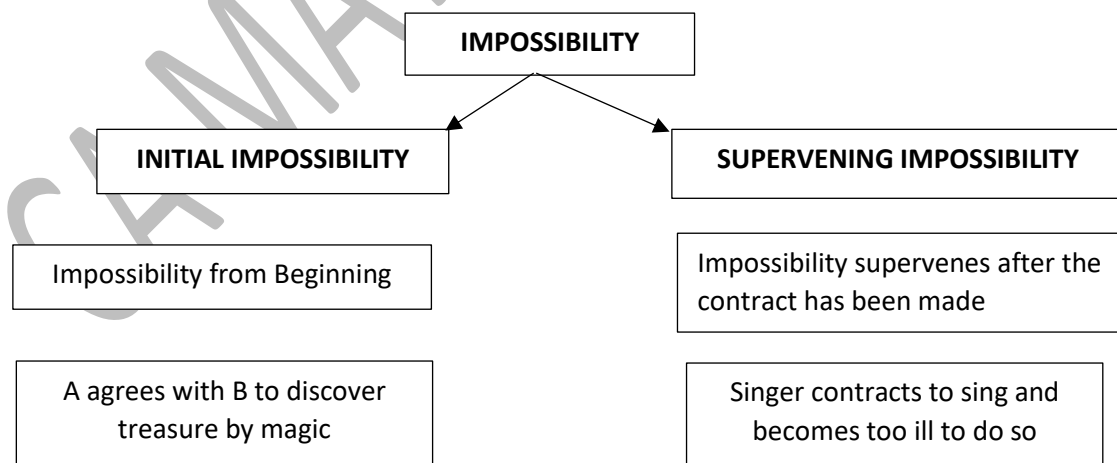 IMPOSSIBILITY
INITIAL IMPOSSIBILITY
SUPERVENING IMPOSSIBILITY
Impossibility from Beginning
Impossibility supervenes after the
contract has been made
A agrees with B to discover
treasure by magic
Singer contracts to sing and
becomes too ill to do so